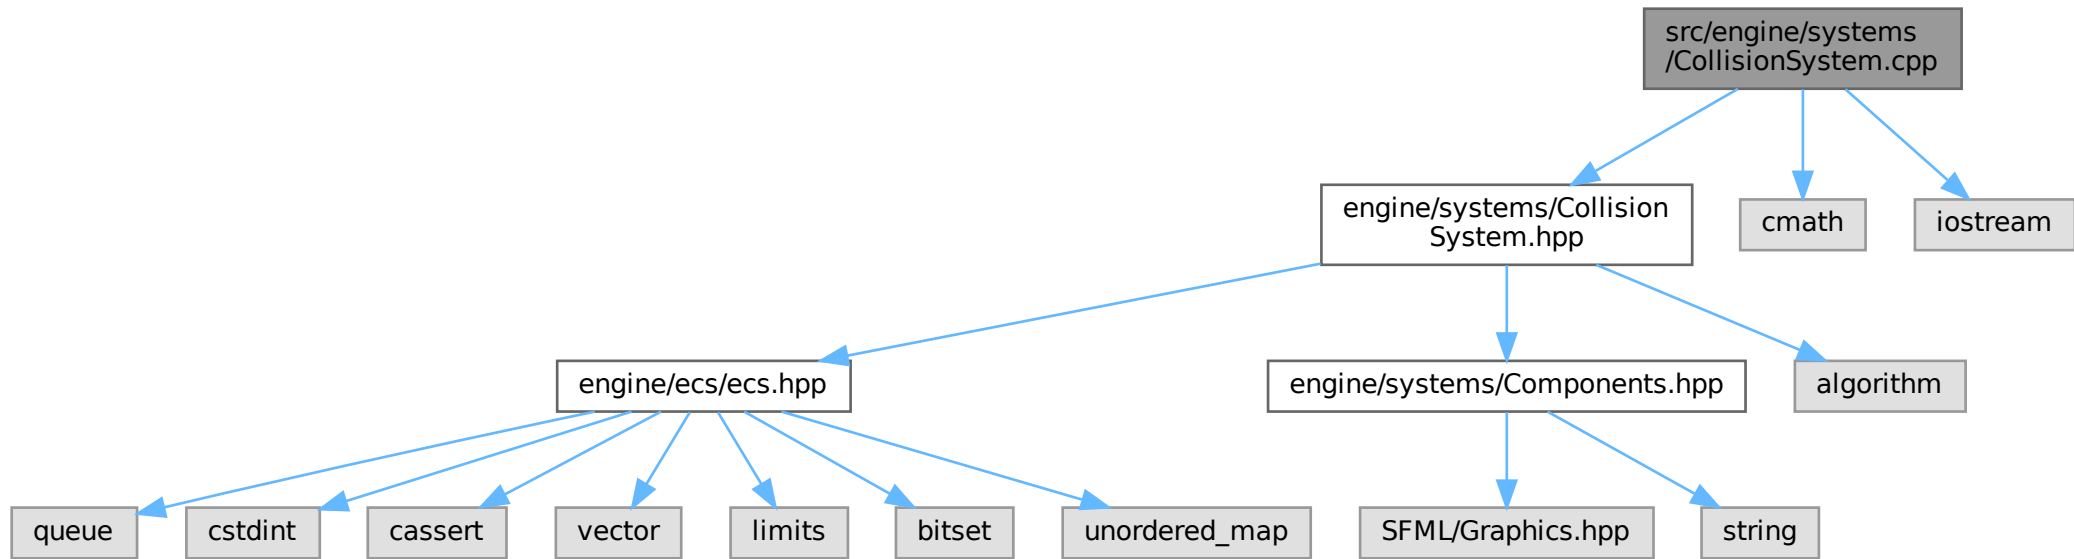 src/engine/systems
/CollisionSystem.cpp
engine/systems/Collision
System.hpp
cmath
iostream
engine/ecs/ecs.hpp
engine/systems/Components.hpp
algorithm
queue
cstdint
cassert
vector
limits
bitset
unordered_map
SFML/Graphics.hpp
string